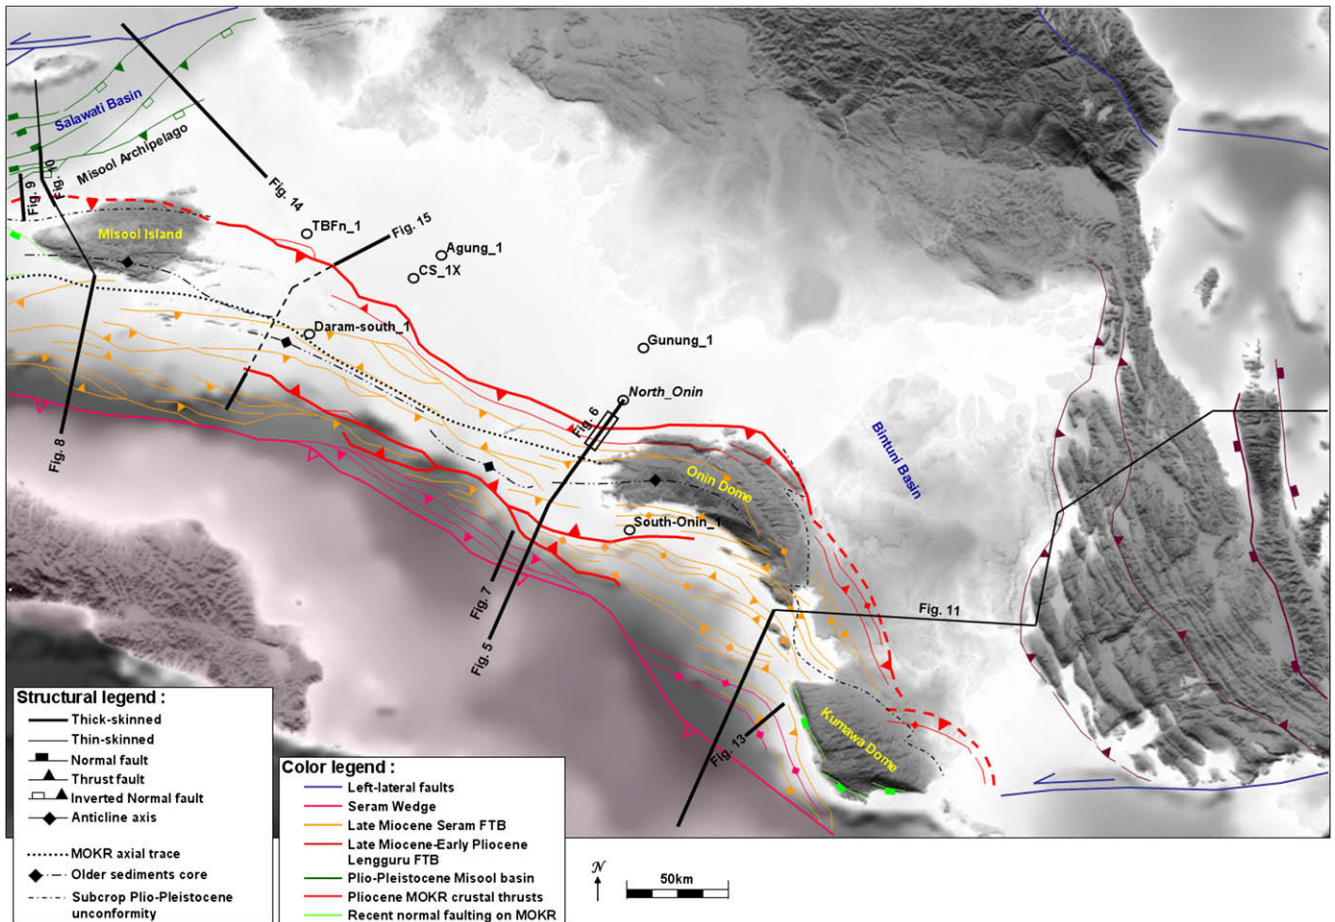 Salawati Basin
Misool Archipelago
Fig. 9
Fig. 10
Fig. 14
Misool Island
TBFn_1
Fig. 15
Agung_1
CS_1X
Daram-south_1
Gunung_1
North_Onin
Fig. 6
Fig. 8
Bintuni Basin
Onin Dome
South-Onin_1
Fig. 7
Fig. 5
Fig. 11
Kumawa Dome
Fig. 13
Structural legend :
Thick-skinned
Thin-skinned
Normal fault
Thrust fault
Inverted Normal fault
Anticline axis
MOKR axial trace
Older sediments core
Subcrop Plio-Pleistocene
unconformity
Color legend :
Left-lateral faults
Seram Wedge
Late Miocene Seram FTB
Late Miocene-Early Pliocene
Lengguru FTB
Plio-Pleistocene Misool basin
Pliocene MOKR crustal thrusts
Recent normal faulting on MOKR
N
50km